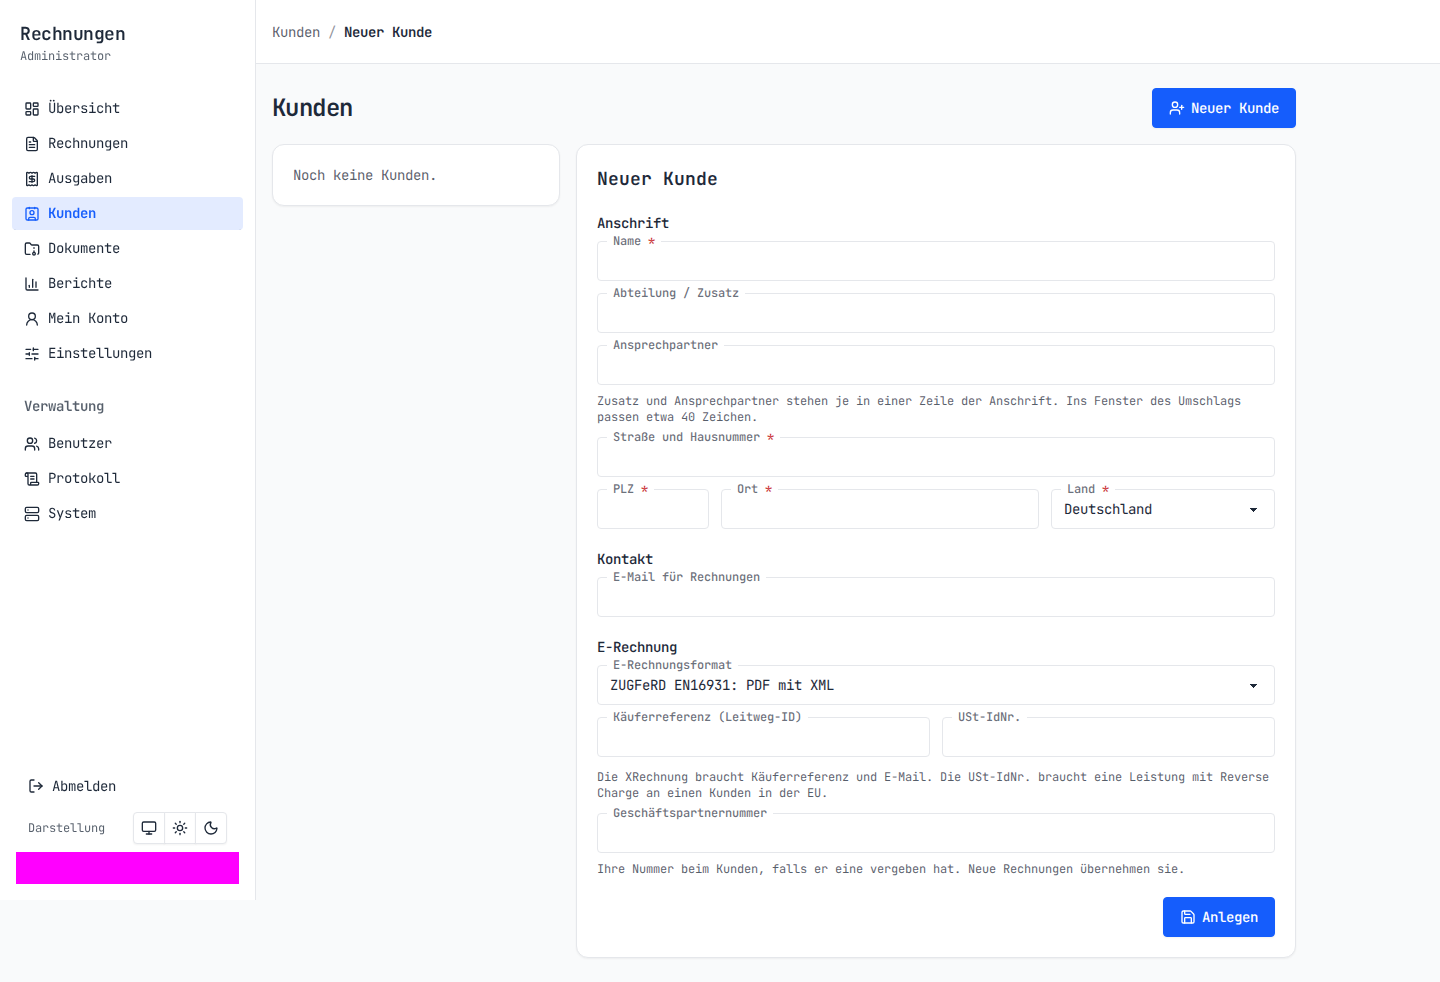 Rechnungen
Administrator
Übersicht
Rechnungen
Ausgaben
Kunden
Dokumente
Berichte
Mein Konto
Einstellungen
Verwaltung
Benutzer
Protokoll
System
Abmelden
Darstellung
Kunden / Neuer Kunde
Kunden
Neuer Kunde
Noch keine Kunden.
Neuer Kunde
Anschrift
Name *
Abteilung / Zusatz
Ansprechpartner
Zusatz und Ansprechpartner stehen je in einer Zeile der Anschrift. Ins Fenster des Umschlags
passen etwa 40 Zeichen.
Straße und Hausnummer *
PLZ * Ort * Land *
Deutschland
Kontakt
E-Mail für Rechnungen
E-Rechnung
E-Rechnungsformat
ZUGFeRD EN16931: PDF mit XML
Käuferreferenz (Leitweg-ID) USt-IdNr.
Die XRechnung braucht Käuferreferenz und E-Mail. Die USt-IdNr. braucht eine Leistung mit Reverse
Charge an einen Kunden in der EU.
Geschäftspartnernummer
Ihre Nummer beim Kunden, falls er eine vergeben hat. Neue Rechnungen übernehmen sie.
Anlegen